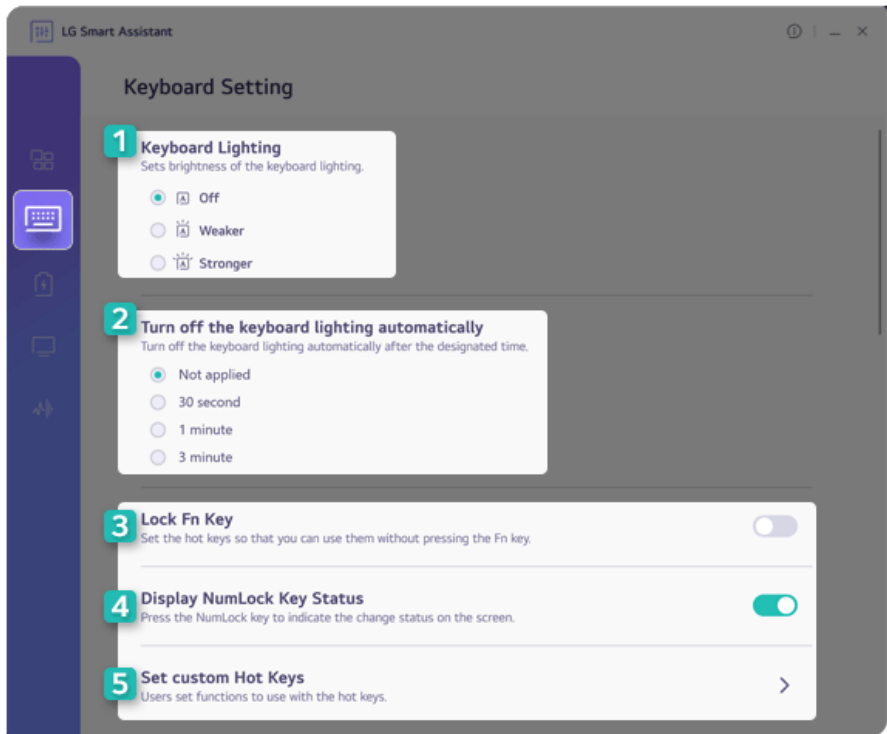 LG Smart Assistant
Keyboard Setting
1
Keyboard Lighting
Sets brightness of the keyboard lighting.
A Off
A Weaker
A Stronger
2
Turn off the keyboard lighting automatically
Turn off the keyboard lighting automatically after the designated time.
Not applied
30 second
1 minute
3 minute
3
Lock Fn Key
Set the hot keys so that you can use them without pressing the Fn key.
4
Display NumLock Key Status
Press the NumLock key to indicate the change status on the screen.
5
Set custom Hot Keys
Users set functions to use with the hot keys.